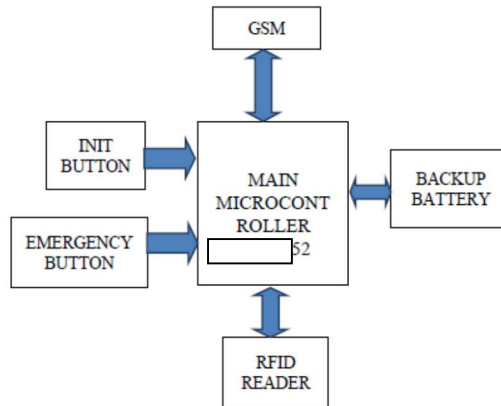 GSM
INIT
BUTTON
MAIN
MICROCONT
ROLLER
52
BACKUP
BATTERY
EMERGENCY
BUTTON
RFID
READER